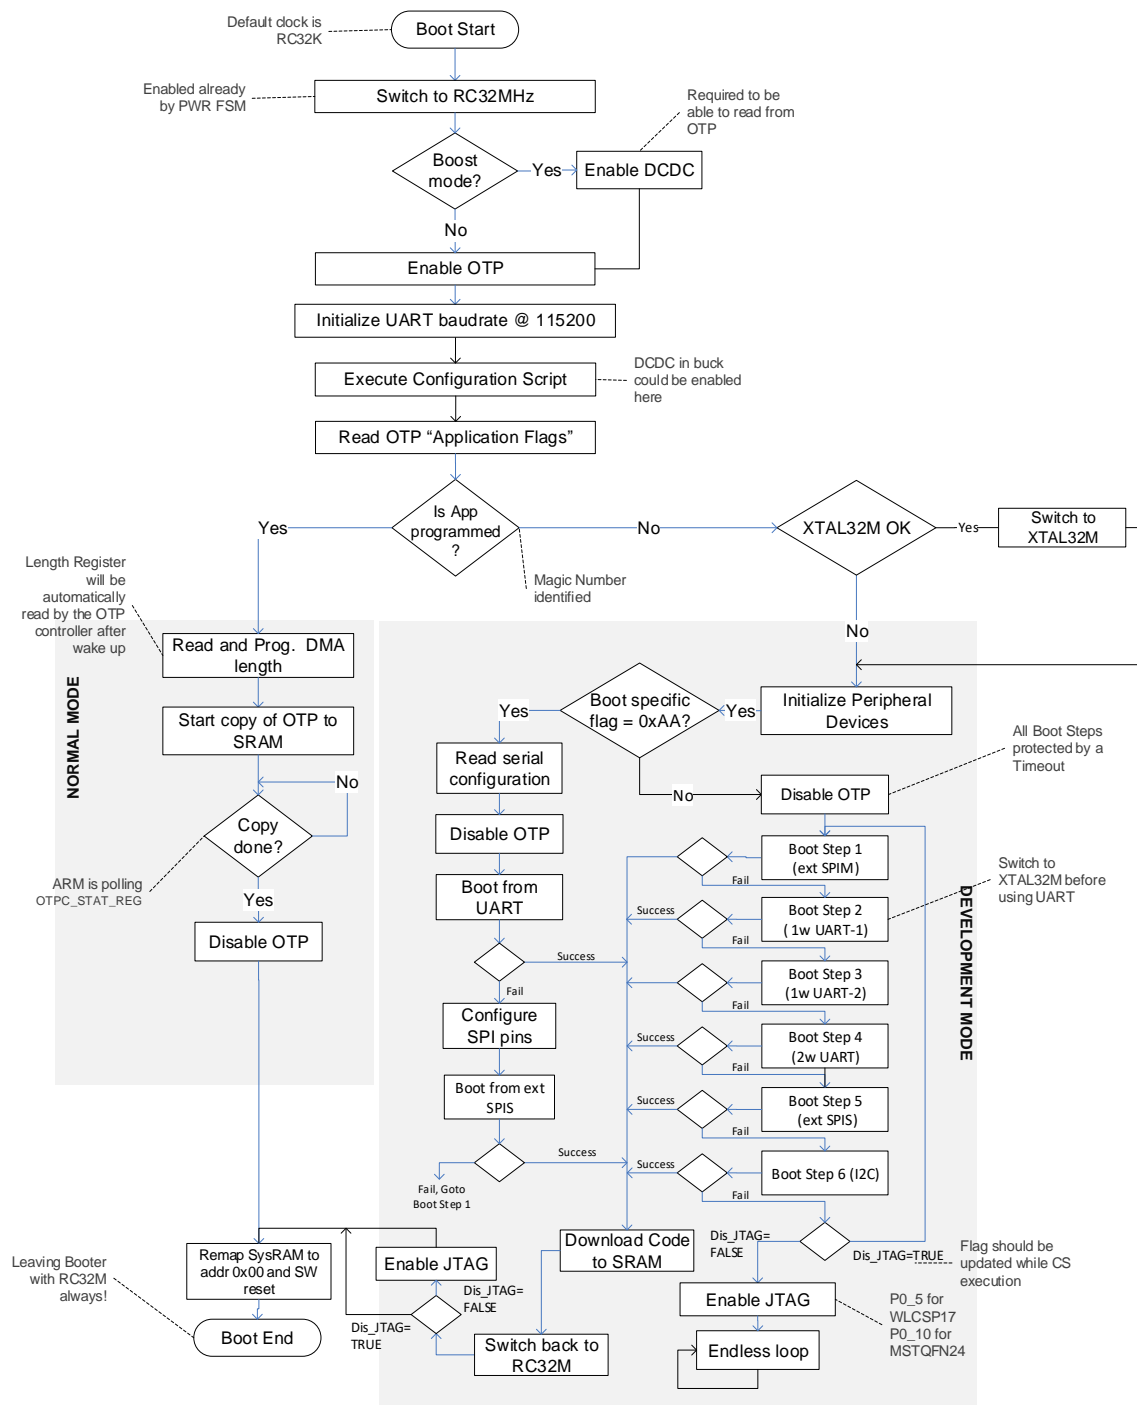 Default clock is
RC32K
Boot Start
Enabled already
by PWR FSM
Switch to RC32MHz
Required to be
able to read from
OTP
Boost
mode?
Yes
Enable DCDC
No
Enable OTP
Initialize UART baudrate @ 115200
Execute Configuration Script
DCDC in buck
could be enabled
here
Read OTP “Application Flags”
Is App
programmed
?
Yes
No
XTAL32M OK
Yes
Switch to
XTAL32M
Magic Number
identified
No
Length Register
will be
automatically
read by the OTP
controller after
wake up
NORMAL MODE
Read and Prog. DMA
length
Start copy of OTP to
SRAM
No
Copy
done?
ARM is polling
OTPC_STAT_REG
Yes
Disable OTP
Initialize Peripheral
Devices
Yes
Boot specific
flag = 0xAA?
Yes
No
Read serial
configuration
Disable OTP
Boot from
UART
Success
Fail
Configure
SPI pins
Boot from ext
SPIS
Success
Fail, Goto
Boot Step 1
All Boot Steps
protected by a
Timeout
Disable OTP
Boot Step 1
(ext SPIM)
Fail
Switch to
XTAL32M before
using UART
DEVELOPMENT MODE
Boot Step 2
( 1w UART-1)
Success
Fail
Boot Step 3
(1w UART-2)
Fail
Boot Step 4
(2w UART)
Success
Fail
Boot Step 5
(ext SPIS)
Success
Fail
Boot Step 6 (I2C)
Success
Fail
Dis_JTAG=
FALSE
Dis_JTAG=TRUE
Flag should be
updated while CS
execution
Download Code
to SRAM
Enable JTAG
P0_5 for
WLCSP17
P0_10 for
MSTQFN24
Endless loop
Switch back to
RC32M
Enable JTAG
Dis_JTAG=
FALSE
Dis_JTAG=
TRUE
Remap SysRAM to
addr 0x00 and SW
reset
Leaving Booter
with RC32M
always!
Boot End